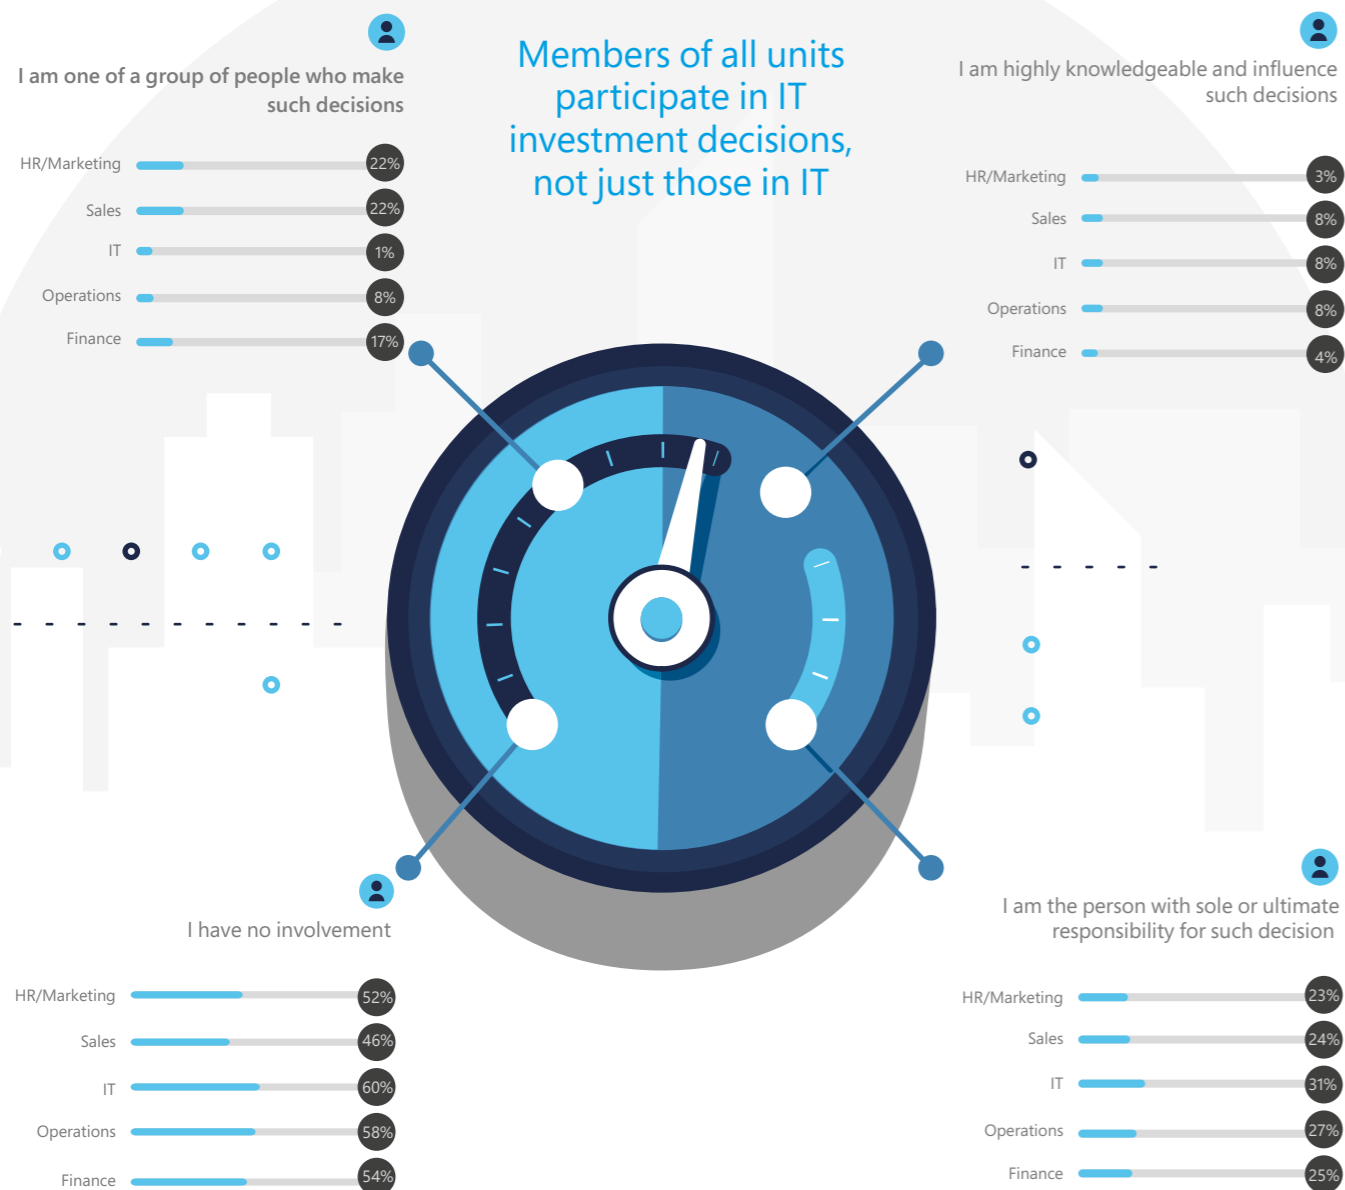 Members of all units
participate in IT
investment decisions,
not just those in IT
I am one of a group of people who make
such decisions
HR/Marketing 22%
Sales 22%
IT 1%
Operations 8%
Finance 17%
I am highly knowledgeable and influence
such decisions
HR/Marketing 3%
Sales 8%
IT 8%
Operations 8%
Finance 4%
I have no involvement
HR/Marketing 52%
Sales 46%
IT 60%
Operations 58%
Finance 54%
I am the person with sole or ultimate
responsibility for such decision
HR/Marketing 23%
Sales 24%
IT 31%
Operations 27%
Finance 25%